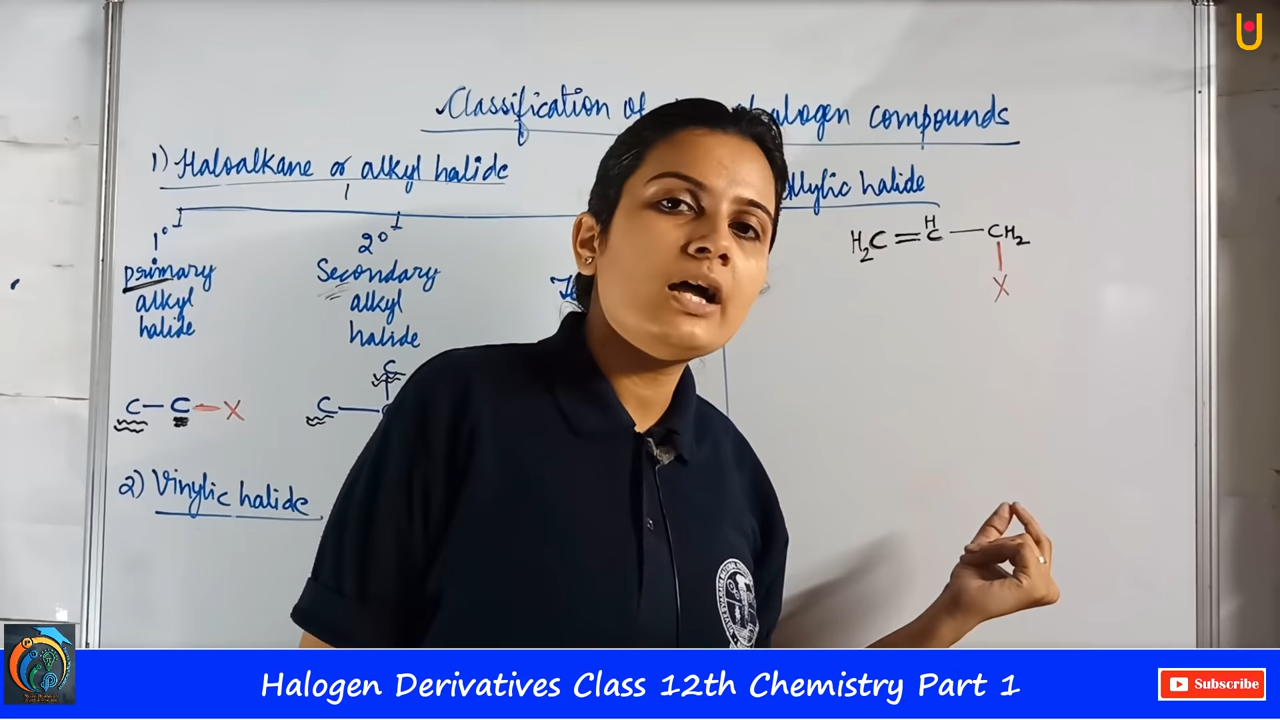 Classification of halogen compounds
1) Haloalkane or alkyl halide
Allylic halide
1°
Primary
alkyl
halide
2°
Secondary
alkyl
halide
H₂C=C—CH₂
H
X
C
C—C—X
C—
2) Vinylic halide
Halogen Derivatives Class 12th Chemistry Part 1
Subscribe